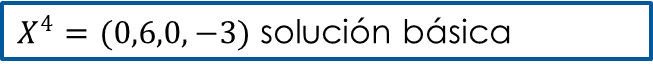 X⁴ = (0,6,0, −3) solución básica